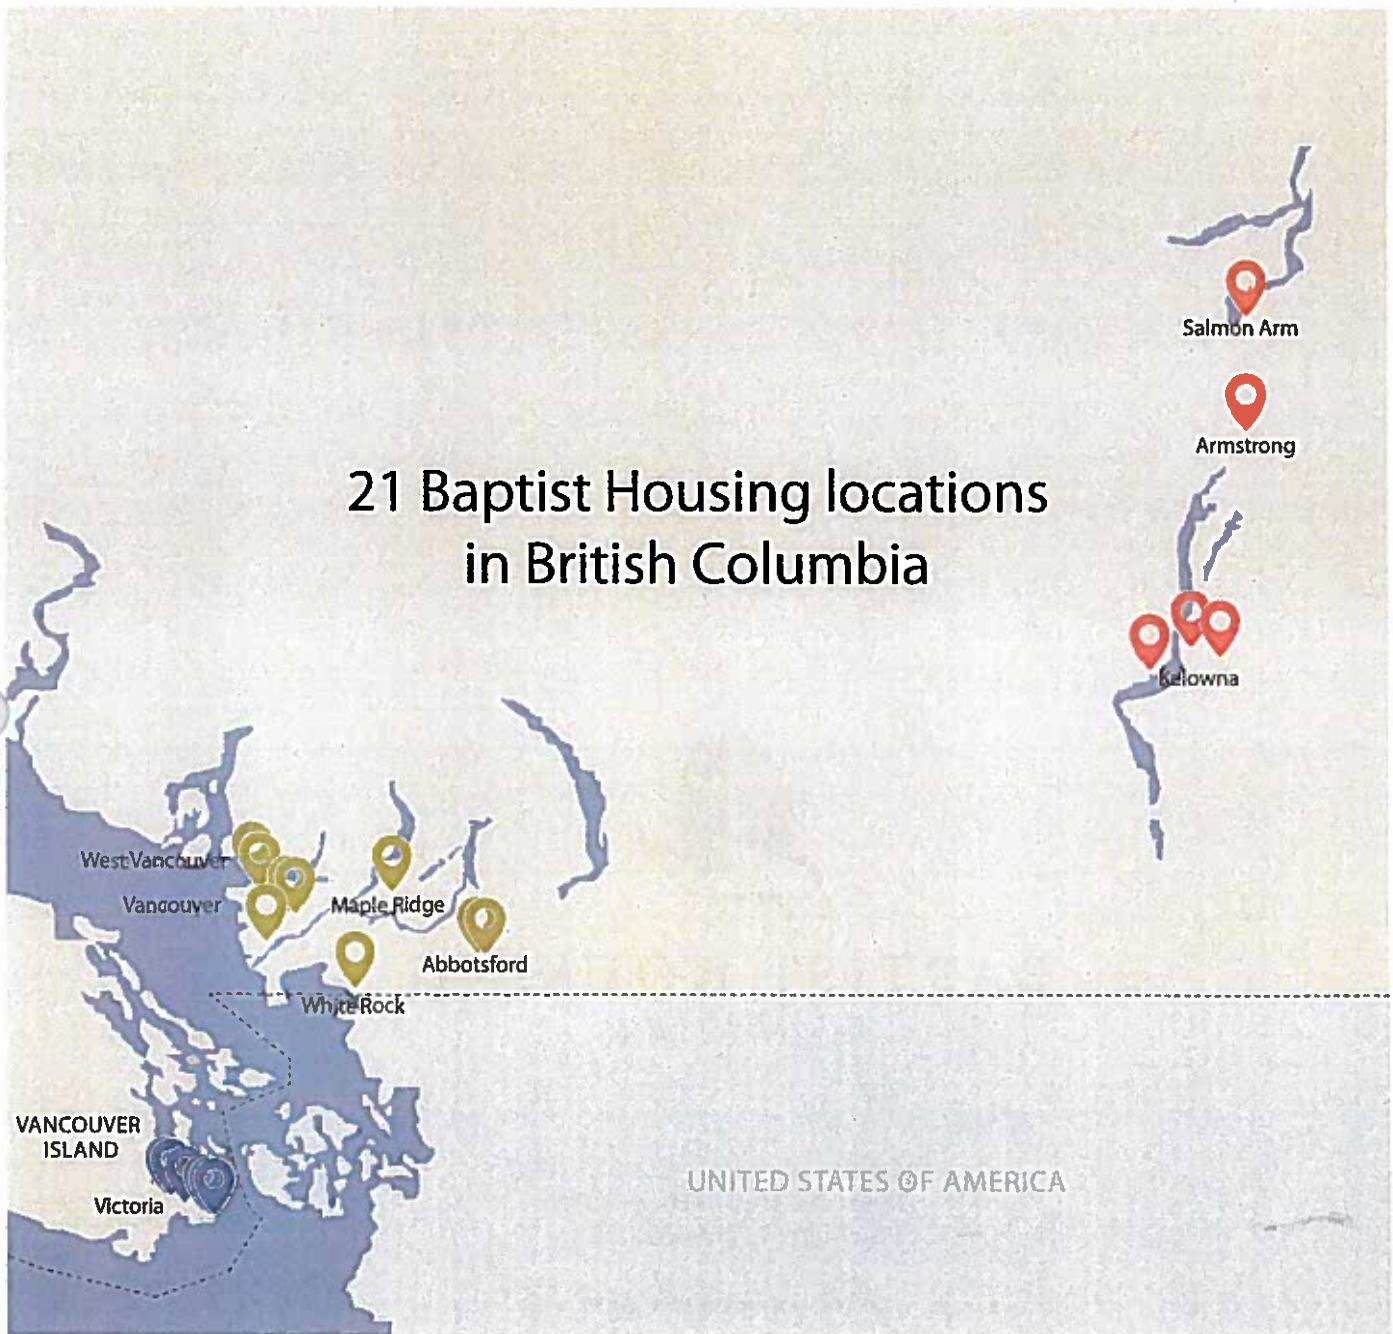 Salmon Arm
Armstrong
21 Baptist Housing locations
in British Columbia
Kelowna
West Vancouver
Vancouver
Maple Ridge
Abbotsford
White Rock
VANCOUVER
ISLAND
Victoria
UNITED STATES OF AMERICA